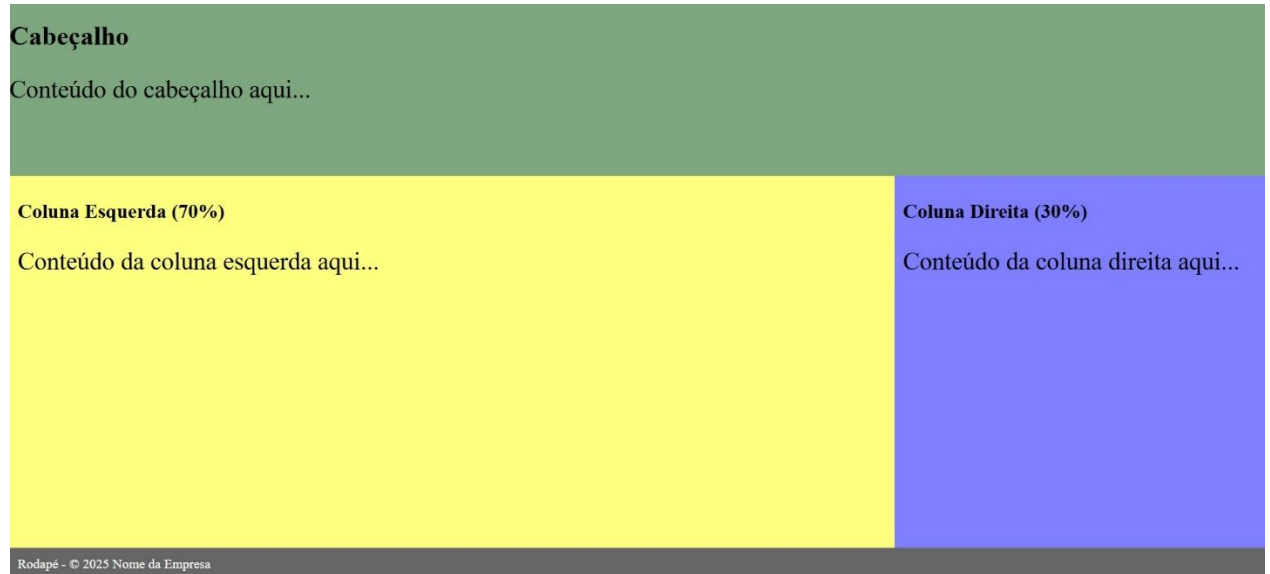 Cabeçalho
Conteúdo do cabeçalho aqui...
Coluna Esquerda (70%)
Conteúdo da coluna esquerda aqui...
Coluna Direita (30%)
Conteúdo da coluna direita aqui...
Rodapé - © 2025 Nome da Empresa